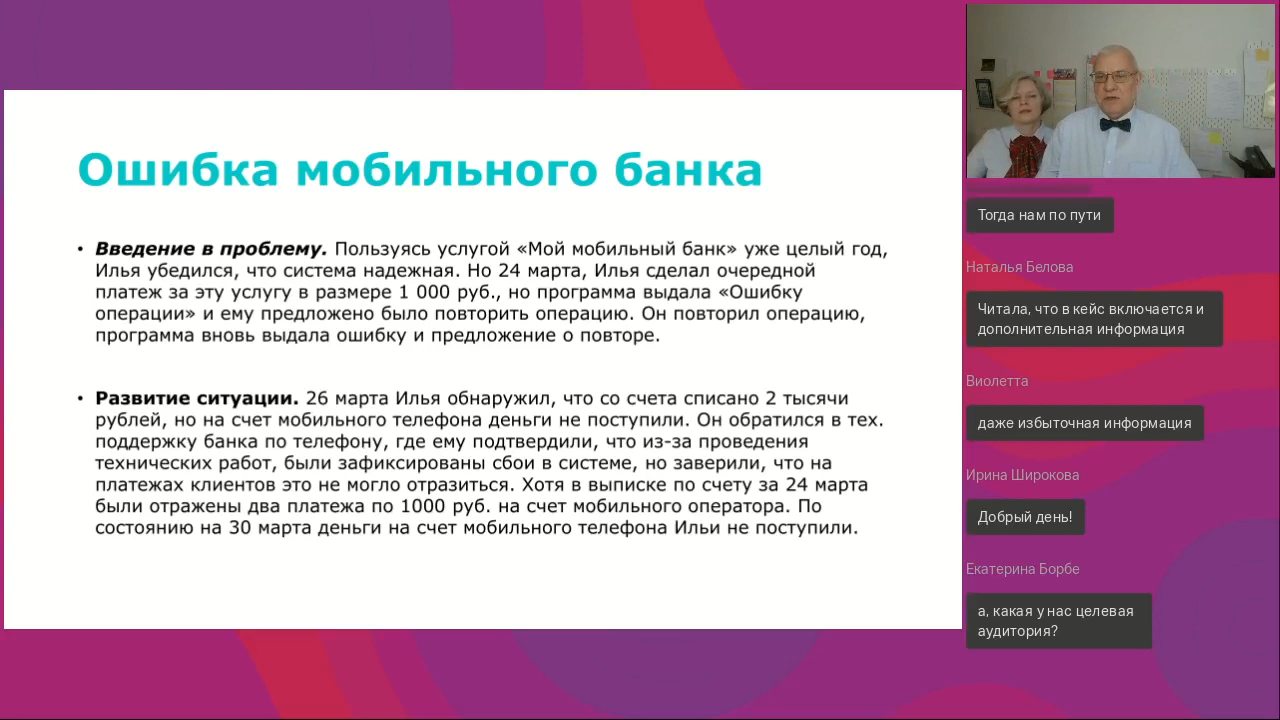 Ошибка мобильного банка
• Введение в проблему. Пользуясь услугой «Мой мобильный банк» уже целый год,
Илья убедился, что система надежная. Но 24 марта, Илья сделал очередной
платеж за эту услугу в размере 1 000 руб., но программа выдала «Ошибку
операции» и ему предложено было повторить операцию. Он повторил операцию,
программа вновь выдала ошибку и предложение о повторе.
• Развитие ситуации. 26 марта Илья обнаружил, что со счета списано 2 тысячи
рублей, но на счет мобильного телефона деньги не поступили. Он обратился в тех.
поддержку банка по телефону, где ему подтвердили, что из-за проведения
технических работ, были зафиксированы сбои в системе, но заверили, что на
платежах клиентов это не могло отразиться. Хотя в выписке по счету за 24 марта
были отражены два платежа по 1000 руб. на счет мобильного оператора. По
состоянию на 30 марта деньги на счет мобильного телефона Ильи не поступили.
Тогда нам по пути
Наталья Белова
Читала, что в кейс включается и
дополнительная информация
Виолетта
даже избыточная информация
Ирина Широкова
Добрый день!
Екатерина Борбе
а, какая у нас целевая
аудитория?